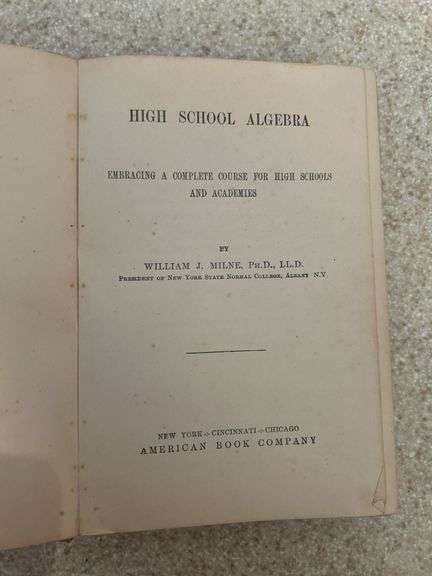 HIGH SCHOOL ALGEBRA
EMBRACING A COMPLETE COURSE FOR HIGH SCHOOLS
AND ACADEMIES
BY
WILLIAM J. MILNE, PH.D., LL.D.
PRESIDENT OF NEW YORK STATE NORMAL COLLEGE, ALBANY N.Y
NEW YORK⁘CINCINNATI⁘CHICAGO
AMERICAN BOOK COMPANY